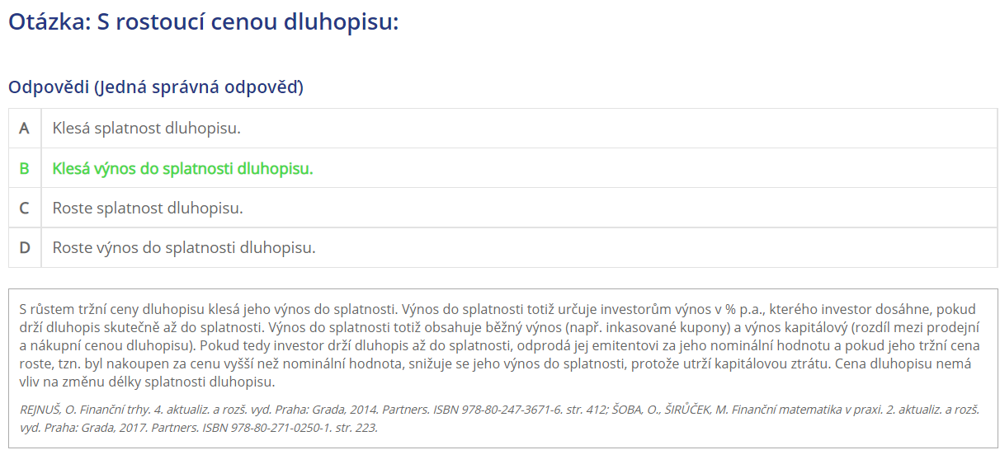 Otázka: S rostoucí cenou dluhopisu:
Odpovědi (Jedná správná odpověď)
A Klesá splatnost dluhopisu.
B Klesá výnos do splatnosti dluhopisu.
C Roste splatnost dluhopisu.
D Roste výnos do splatnosti dluhopisu.
S růstem tržní ceny dluhopisu klesá jeho výnos do splatnosti. Výnos do splatnosti totiž určuje investorům výnos v % p.a., kterého investor dosáhne, pokud
drží dluhopis skutečně až do splatnosti. Výnos do splatnosti totiž obsahuje běžný výnos (např. inkasované kupony) a výnos kapitálový (rozdíl mezi prodejní
a nákupní cenou dluhopisu). Pokud tedy investor drží dluhopis až do splatnosti, odprodá jej emitentovi za jeho nominální hodnotu a pokud jeho tržní cena
roste, tzn. byl nakoupen za cenu vyšší než nominální hodnota, snižuje se jeho výnos do splatnosti, protože utrží kapitálovou ztrátu. Cena dluhopisu nemá
vliv na změnu délky splatnosti dluhopisu.
REJNUŠ, O. Finanční trhy. 4. aktualiz. a rozš. vyd. Praha: Grada, 2014. Partners. ISBN 978-80-247-3671-6. str. 412; ŠOBA, O., ŠIRŮČEK, M. Finanční matematika v praxi. 2. aktualiz. a rozš.
vyd. Praha: Grada, 2017. Partners. ISBN 978-80-271-0250-1. str. 223.